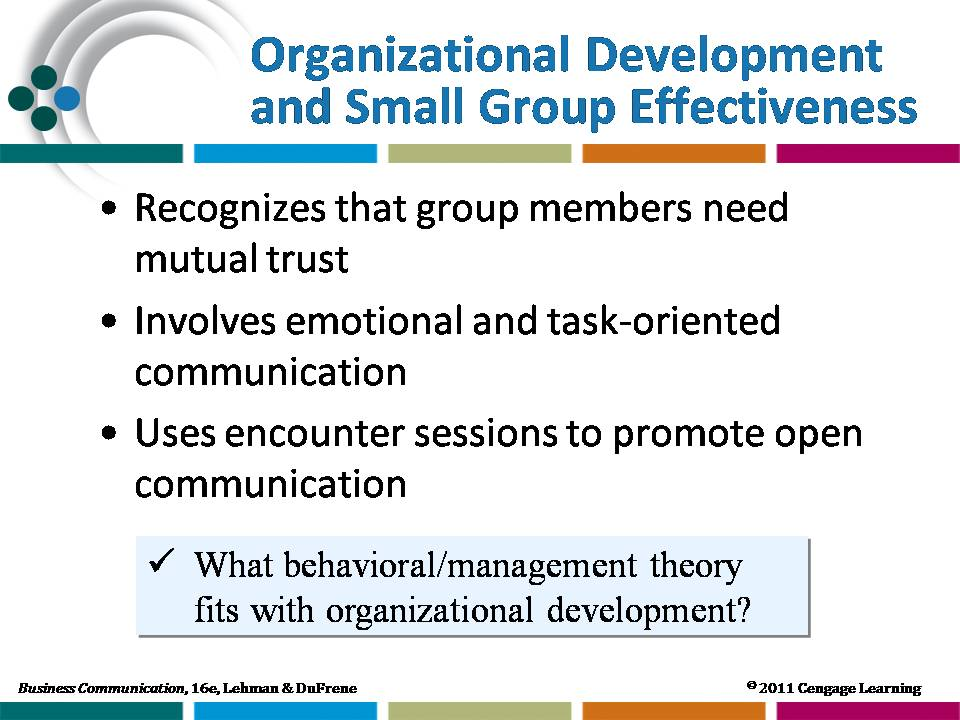 Organizational Development
and Small Group Effectiveness
• Recognizes that group members need
mutual trust
• Involves emotional and task-oriented
communication
• Uses encounter sessions to promote open
communication
✓ What behavioral/management theory
fits with organizational development?
Business Communication, 16e, Lehman & DuFrene
© 2011 Cengage Learning